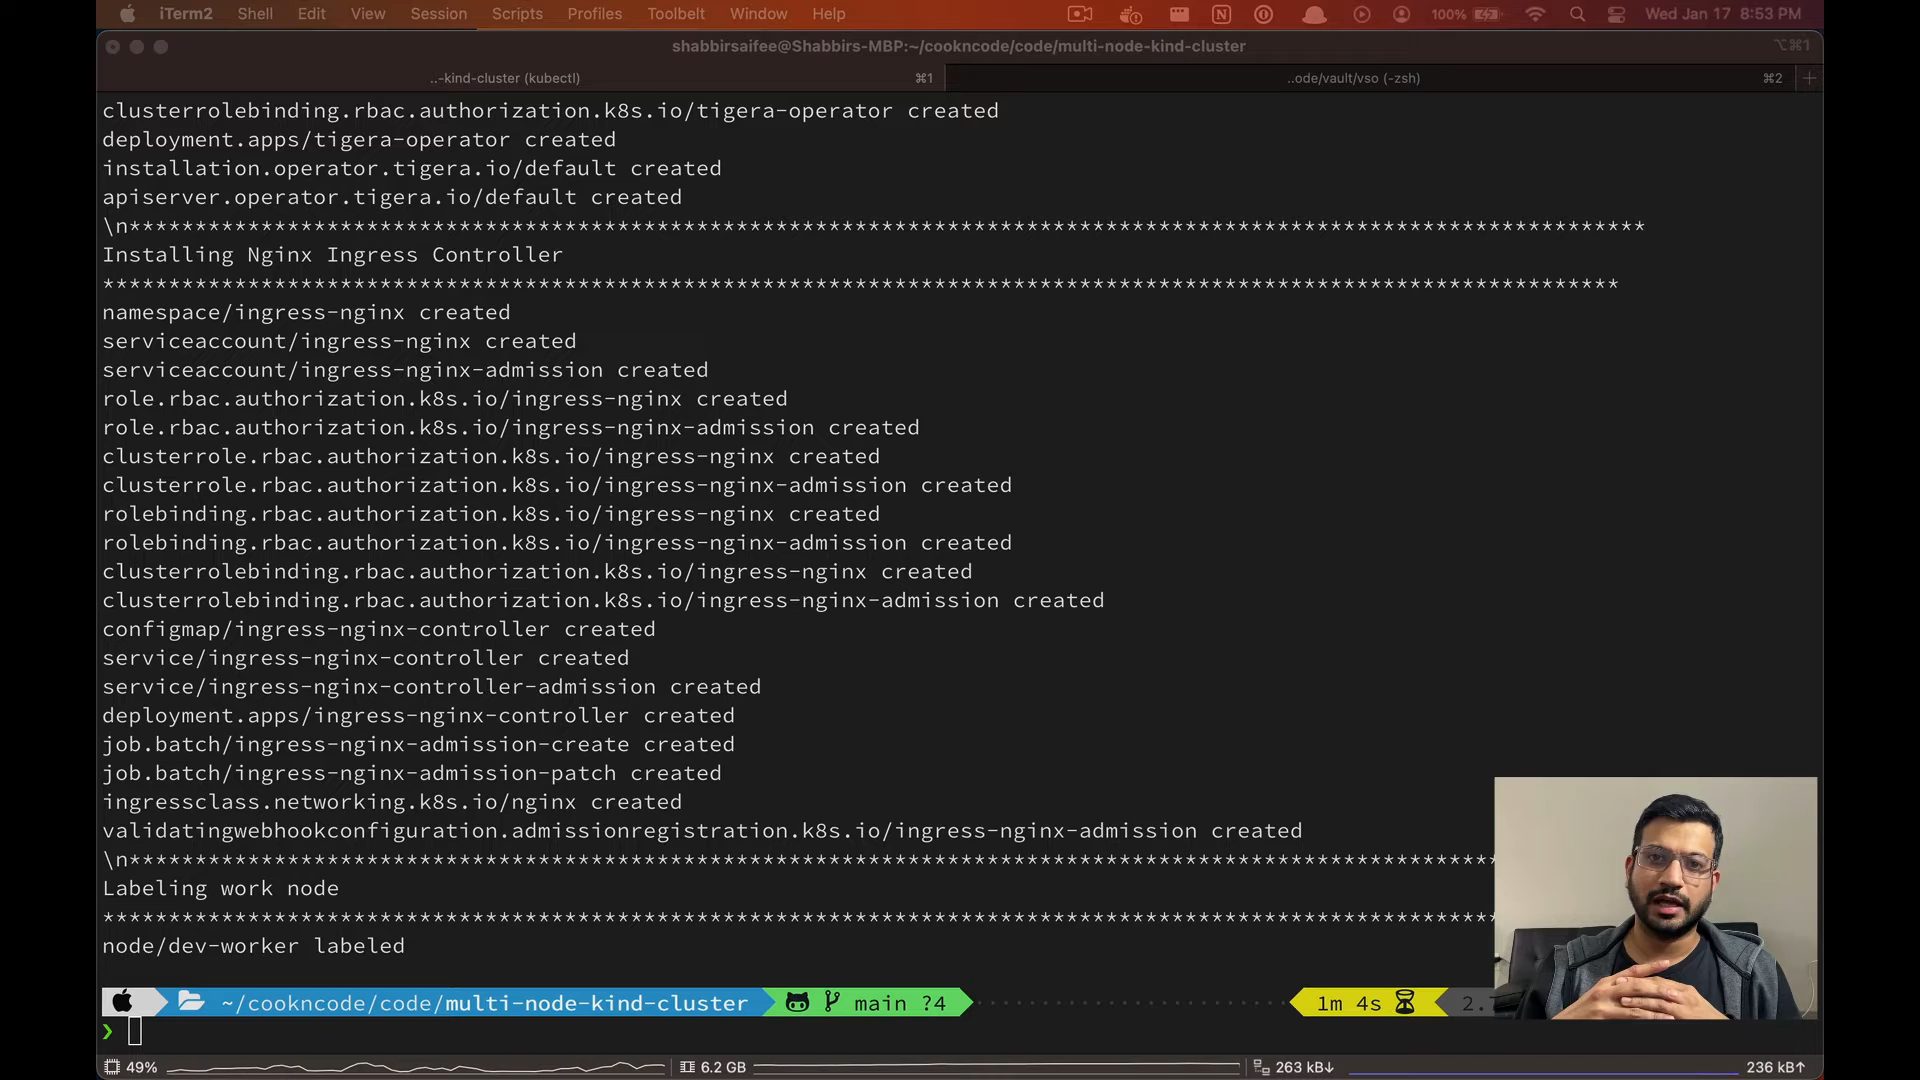 iTerm2 Shell Edit View Session Scripts Profiles Toolbelt Window Help 100% Wed Jan 17 8:53 PM
shabbirsaifee@Shabbirs-MBP:~/cookncode/code/multi-node-kind-cluster ⌥⌘1
..-kind-cluster (kubectl) ⌘1 ..ode/vault/vso (-zsh) ⌘2 +
clusterrolebinding.rbac.authorization.k8s.io/tigera-operator created
deployment.apps/tigera-operator created
installation.operator.tigera.io/default created
apiserver.operator.tigera.io/default created
\n*******************************************************************************************************************
Installing Nginx Ingress Controller
*******************************************************************************************************************
namespace/ingress-nginx created
serviceaccount/ingress-nginx created
serviceaccount/ingress-nginx-admission created
role.rbac.authorization.k8s.io/ingress-nginx created
role.rbac.authorization.k8s.io/ingress-nginx-admission created
clusterrole.rbac.authorization.k8s.io/ingress-nginx created
clusterrole.rbac.authorization.k8s.io/ingress-nginx-admission created
rolebinding.rbac.authorization.k8s.io/ingress-nginx created
rolebinding.rbac.authorization.k8s.io/ingress-nginx-admission created
clusterrolebinding.rbac.authorization.k8s.io/ingress-nginx created
clusterrolebinding.rbac.authorization.k8s.io/ingress-nginx-admission created
configmap/ingress-nginx-controller created
service/ingress-nginx-controller created
service/ingress-nginx-controller-admission created
deployment.apps/ingress-nginx-controller created
job.batch/ingress-nginx-admission-create created
job.batch/ingress-nginx-admission-patch created
ingressclass.networking.k8s.io/nginx created
validatingwebhookconfiguration.admissionregistration.k8s.io/ingress-nginx-admission created
\n*******************************************************************************************************
Labeling work node
*********************************************************************************************************
node/dev-worker labeled
~/cookncode/code/multi-node-kind-cluster main ?4 1m 4s 2.
❯
49% 6.2 GB 263 kB↓ 236 kB↑